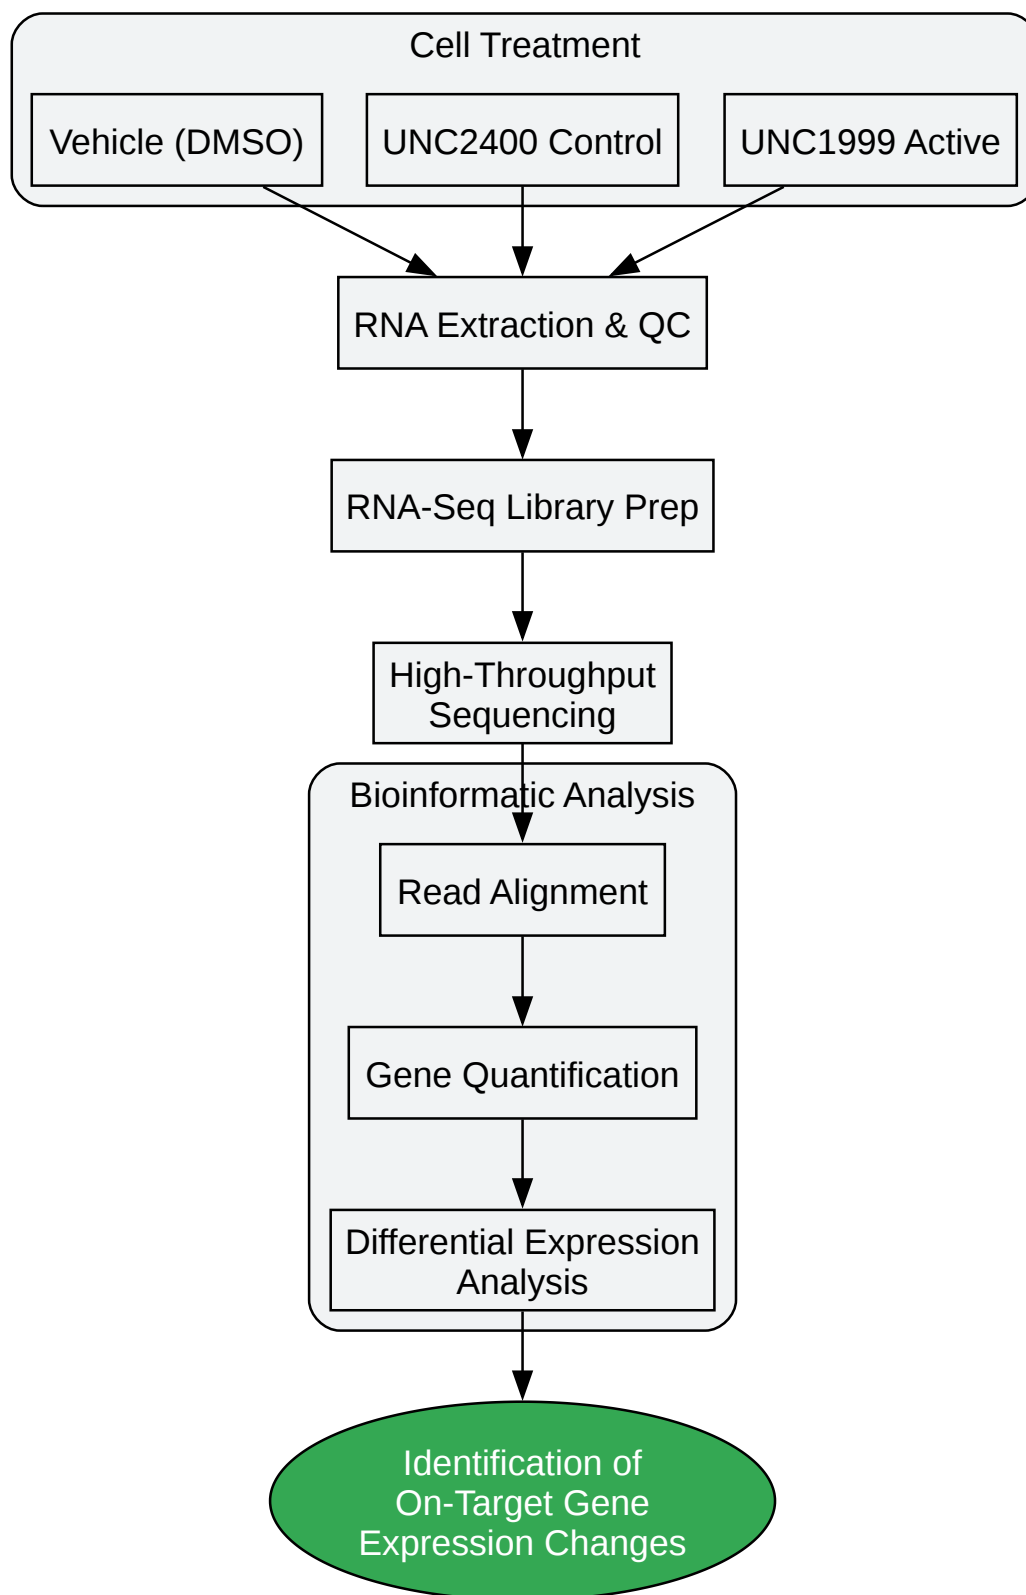 Cell Treatment
Vehicle (DMSO)
UNC2400 Control
UNC1999 Active
RNA Extraction & QC
RNA-Seq Library Prep
High-Throughput
Sequencing
Bioinformatic Analysis
Read Alignment
Gene Quantification
Differential Expression
Analysis
Identification of
On-Target Gene
Expression Changes